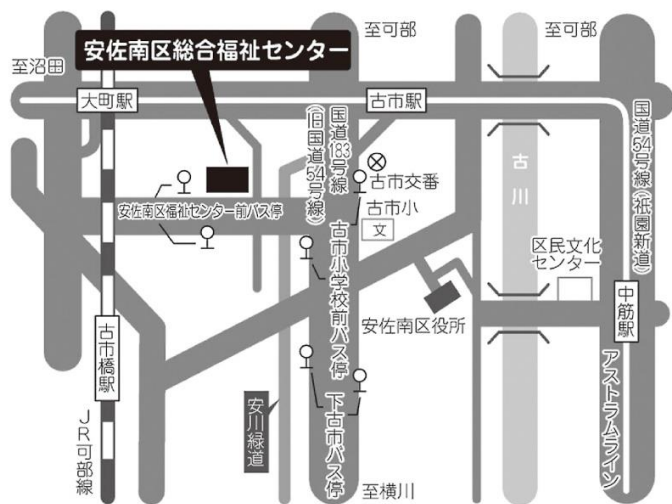 安佐南区総合福祉センター
至可部
至可部
至沼田
大町駅
古市駅
国道183号線
(旧国道54号線)
古市交番
古市小
文
安佐南区福祉センター前バス停
古川
国道54号線(祇園新道)
区民文化
センター
古市小学校前バス停
安佐南区役所
中筋駅
古市橋駅
アストラムライン
安川緑道
下古市バス停
JR可部線
至横川